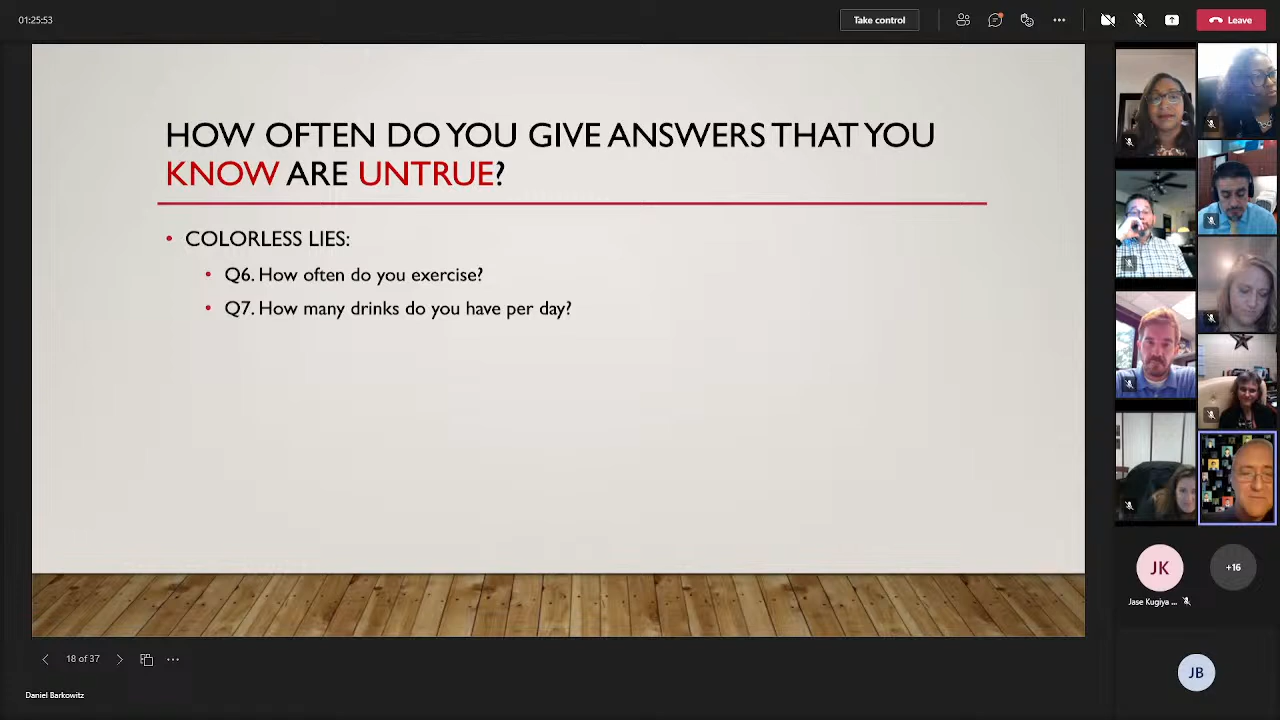 01:25:53
Take control
Leave
HOW OFTEN DO YOU GIVE ANSWERS THAT YOU
KNOW ARE UNTRUE?
• COLORLESS LIES:
• Q6. How often do you exercise?
• Q7. How many drinks do you have per day?
JK
+16
Jase Kugiya ...
18 of 37
JB
Daniel Barkowitz